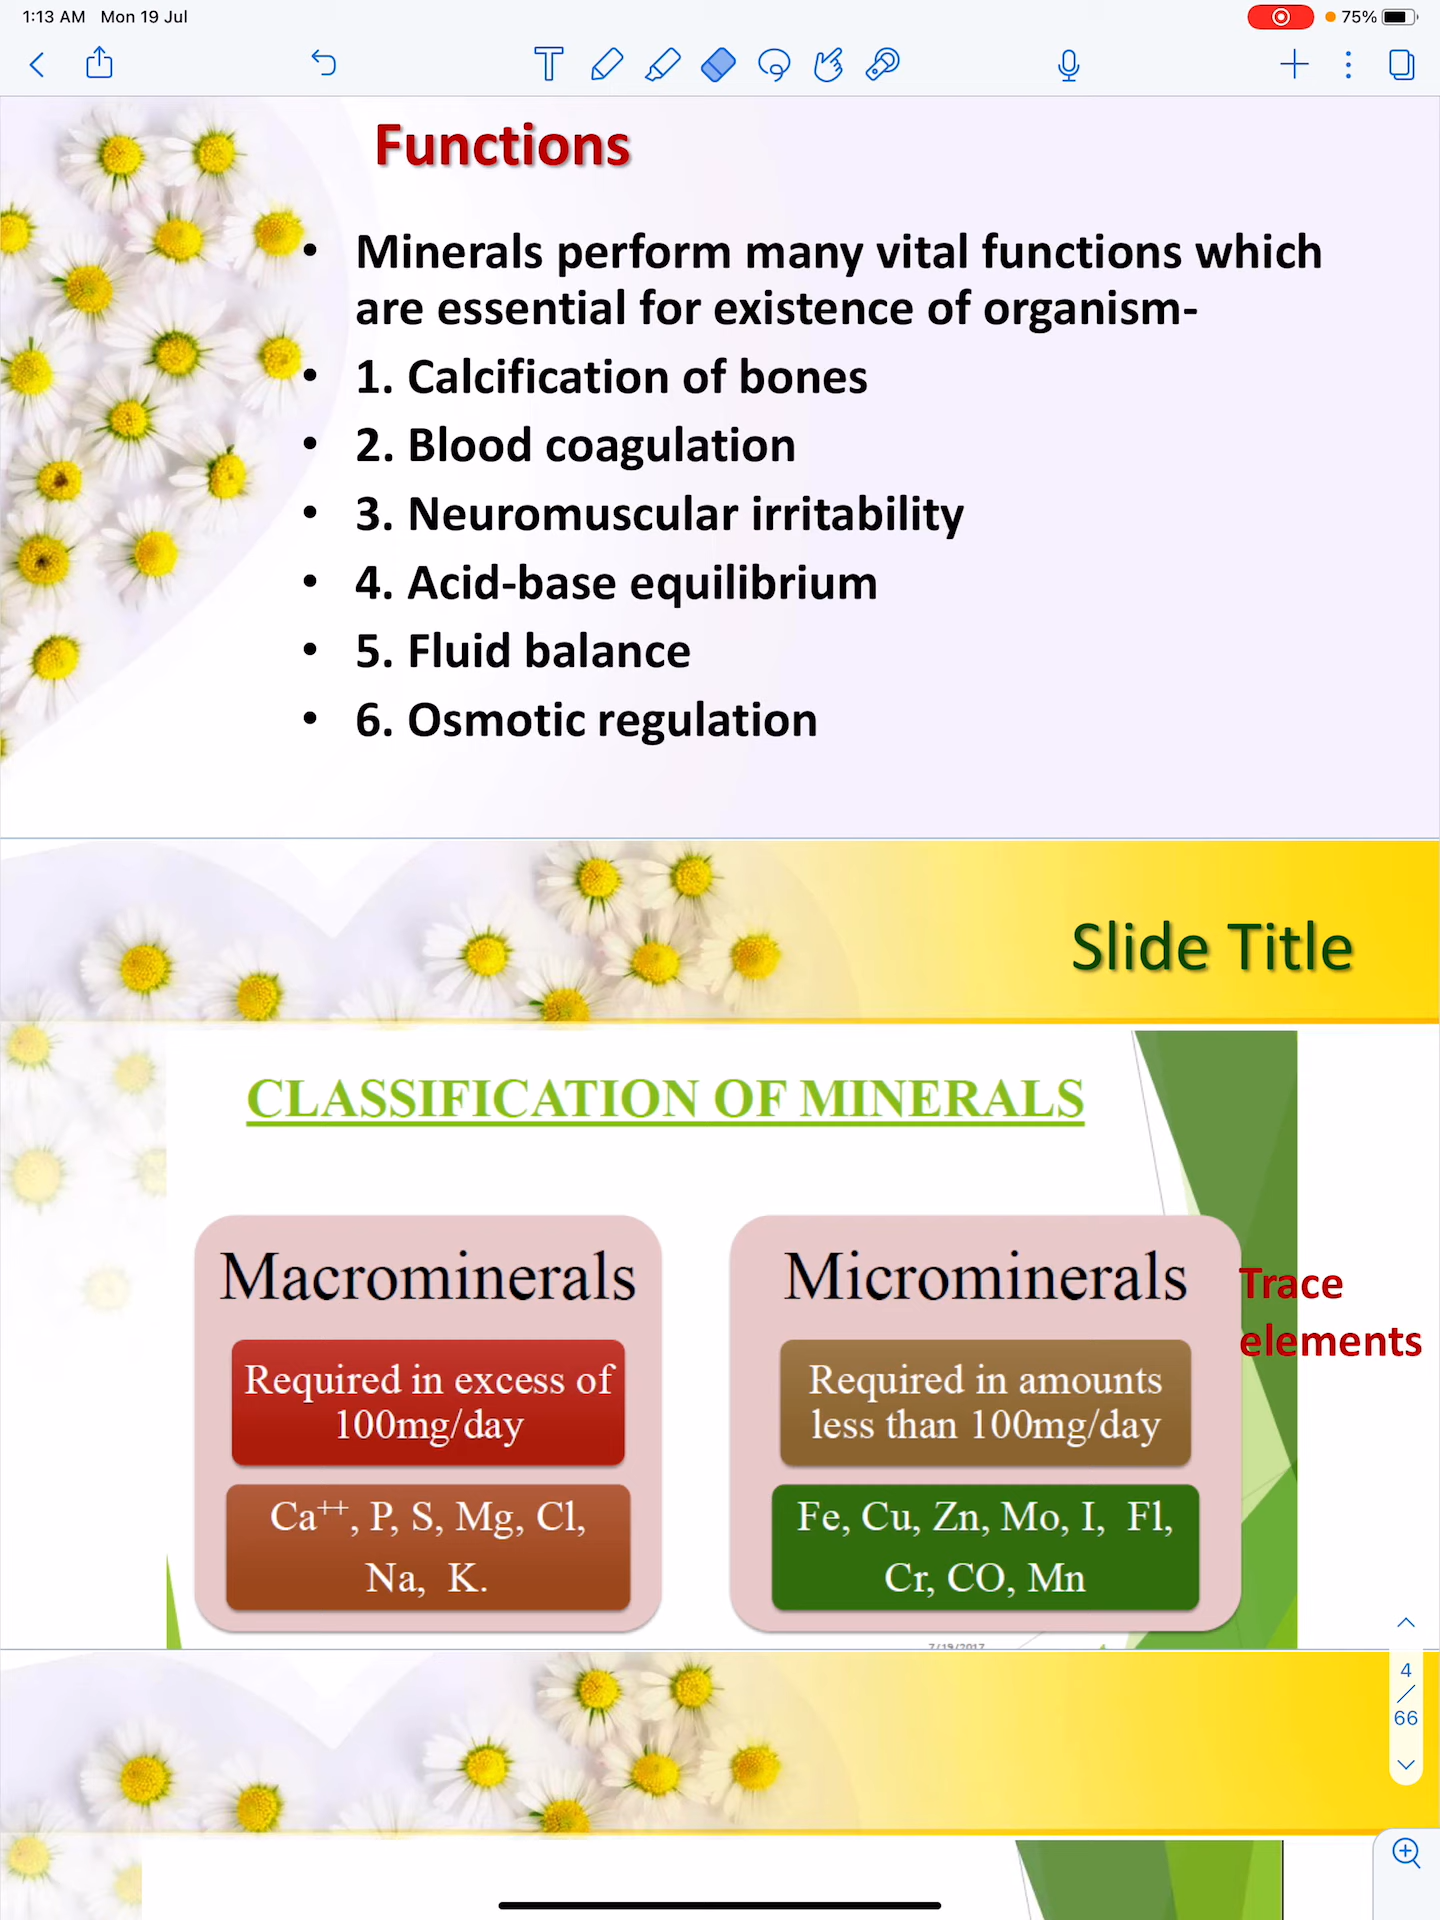 1:13 AM Mon 19 Jul
75%
Functions
• Minerals perform many vital functions which
are essential for existence of organism-
• 1. Calcification of bones
• 2. Blood coagulation
• 3. Neuromuscular irritability
• 4. Acid-base equilibrium
• 5. Fluid balance
• 6. Osmotic regulation
Slide Title
CLASSIFICATION OF MINERALS
Macrominerals
Required in excess of
100mg/day
Ca++, P, S, Mg, Cl,
Na, K.
Microminerals
Required in amounts
less than 100mg/day
Fe, Cu, Zn, Mo, I, Fl,
Cr, CO, Mn
Trace
elements
7/19/2017
4
/
66